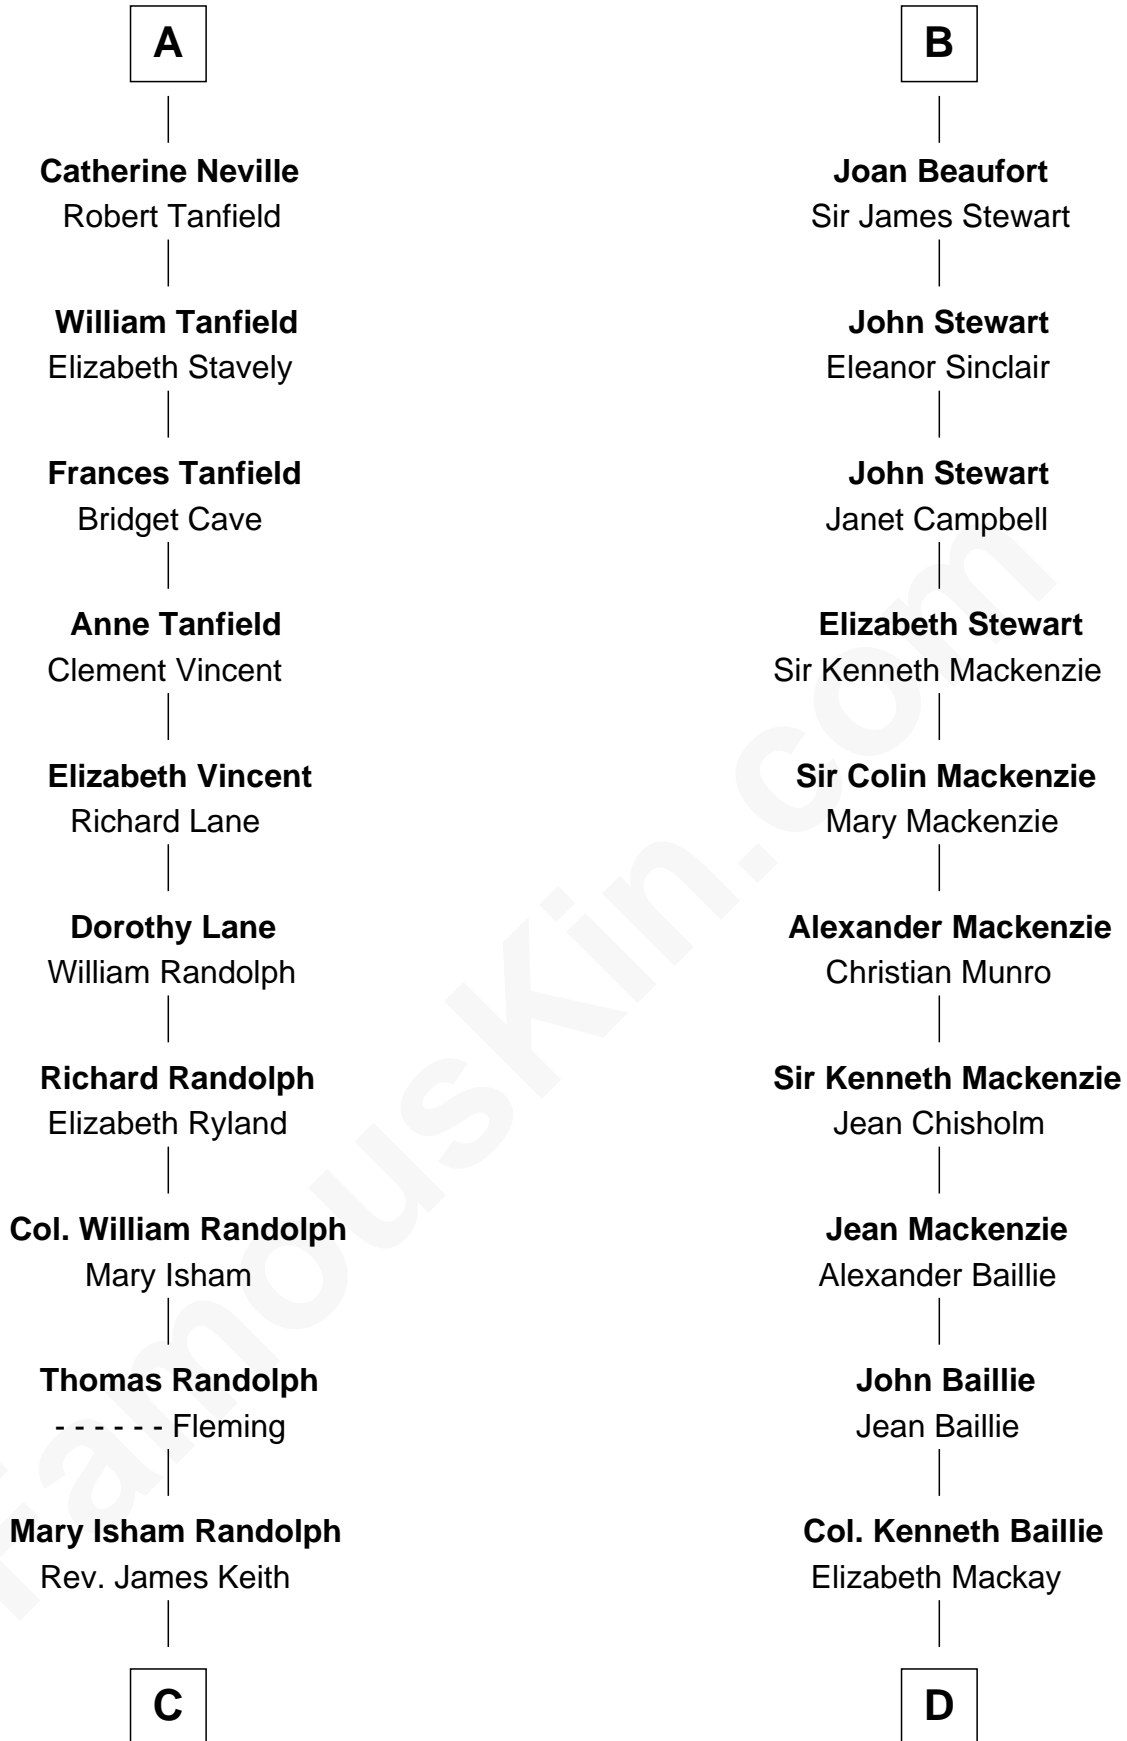 A
Catherine Neville
Robert Tanfield
William Tanfield
Elizabeth Stavely
Frances Tanfield
Bridget Cave
Anne Tanfield
Clement Vincent
Elizabeth Vincent
Richard Lane
Dorothy Lane
William Randolph
Richard Randolph
Elizabeth Ryland
Col. William Randolph
Mary Isham
Thomas Randolph
- - - - - - Fleming
Mary Isham Randolph
Rev. James Keith
C
B
Joan Beaufort
Sir James Stewart
John Stewart
Eleanor Sinclair
John Stewart
Janet Campbell
Elizabeth Stewart
Sir Kenneth Mackenzie
Sir Colin Mackenzie
Mary Mackenzie
Alexander Mackenzie
Christian Munro
Sir Kenneth Mackenzie
Jean Chisholm
Jean Mackenzie
Alexander Baillie
John Baillie
Jean Baillie
Col. Kenneth Baillie
Elizabeth Mackay
D
FamousKin.com